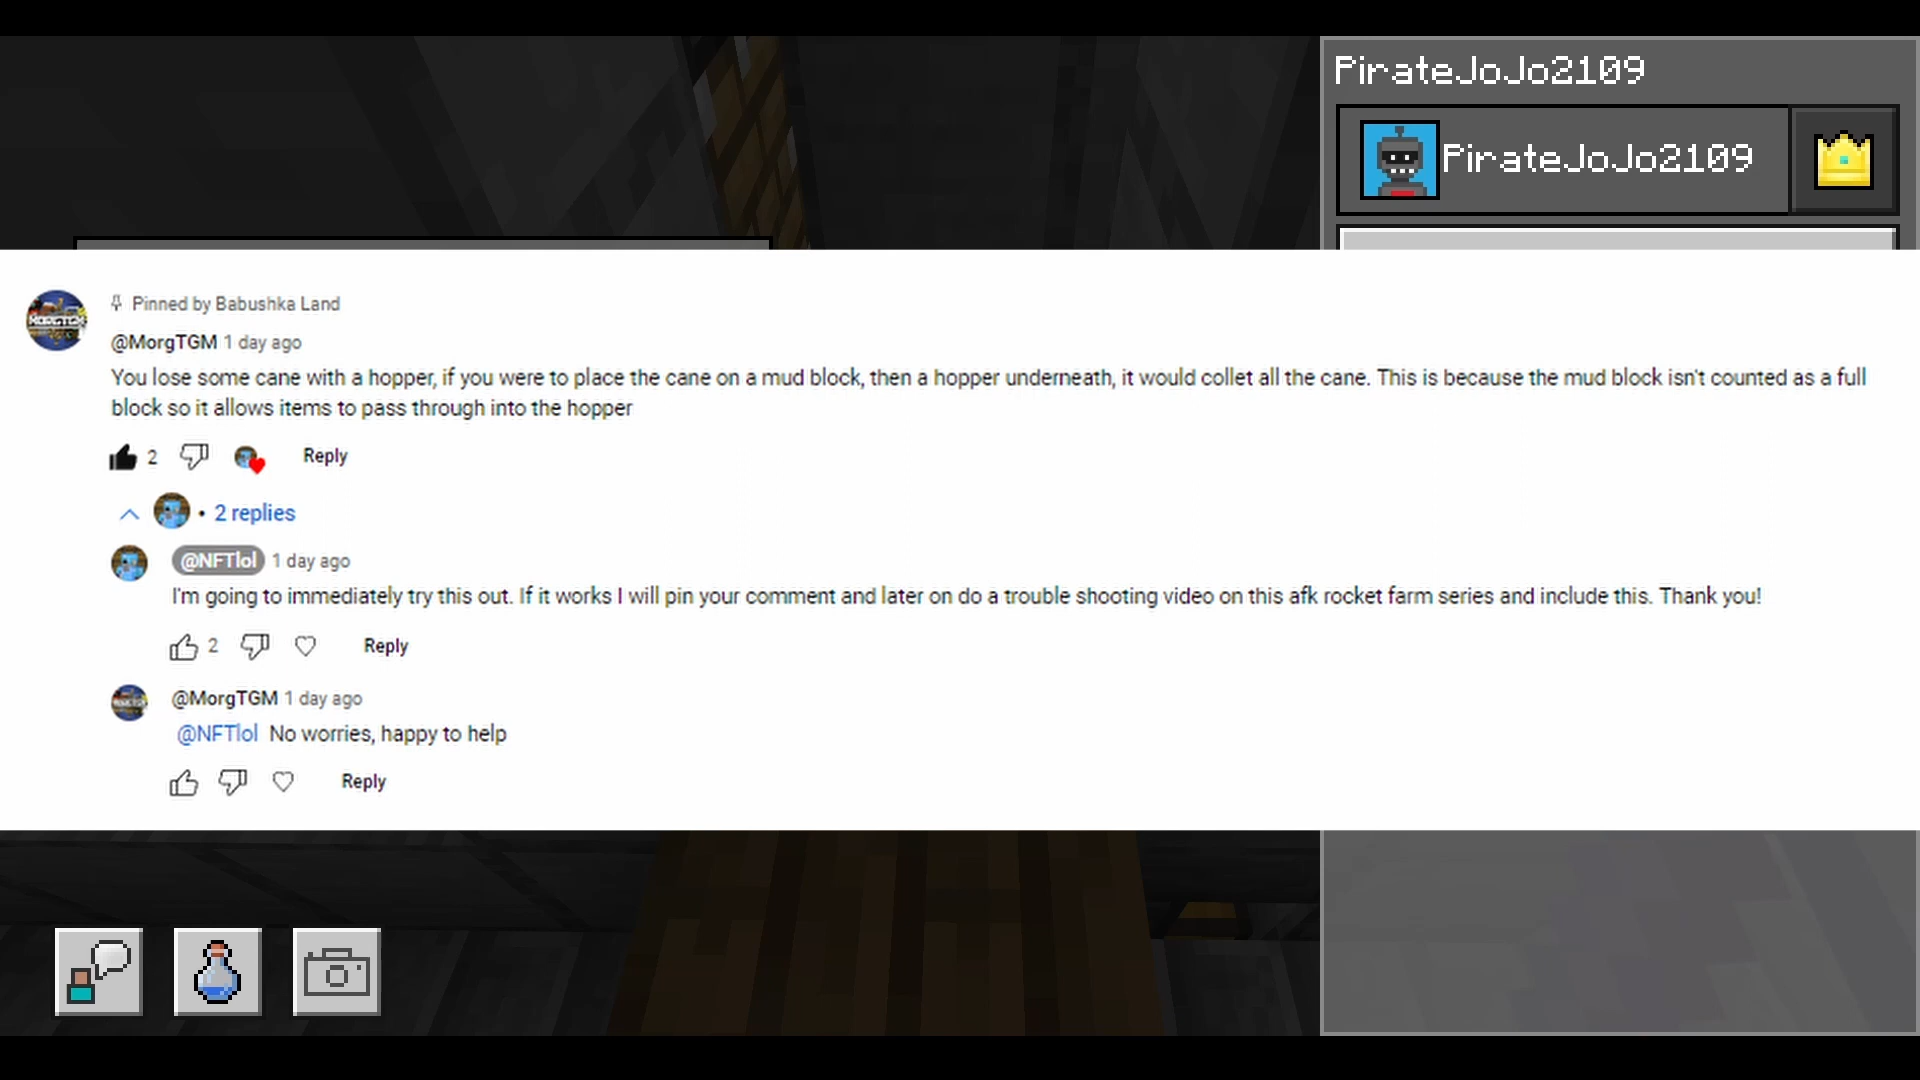 PirateJoJo2109
PirateJoJo2109
Pinned by Babushka Land
@MorgTGM 1 day ago
You lose some cane with a hopper, if you were to place the cane on a mud block, then a hopper underneath, it would collet all the cane. This is because the mud block isn't counted as a full
block so it allows items to pass through into the hopper
2 Reply
• 2 replies
@NFTlol 1 day ago
I'm going to immediately try this out. If it works I will pin your comment and later on do a trouble shooting video on this afk rocket farm series and include this. Thank you!
2 Reply
@MorgTGM 1 day ago
@NFTlol No worries, happy to help
Reply